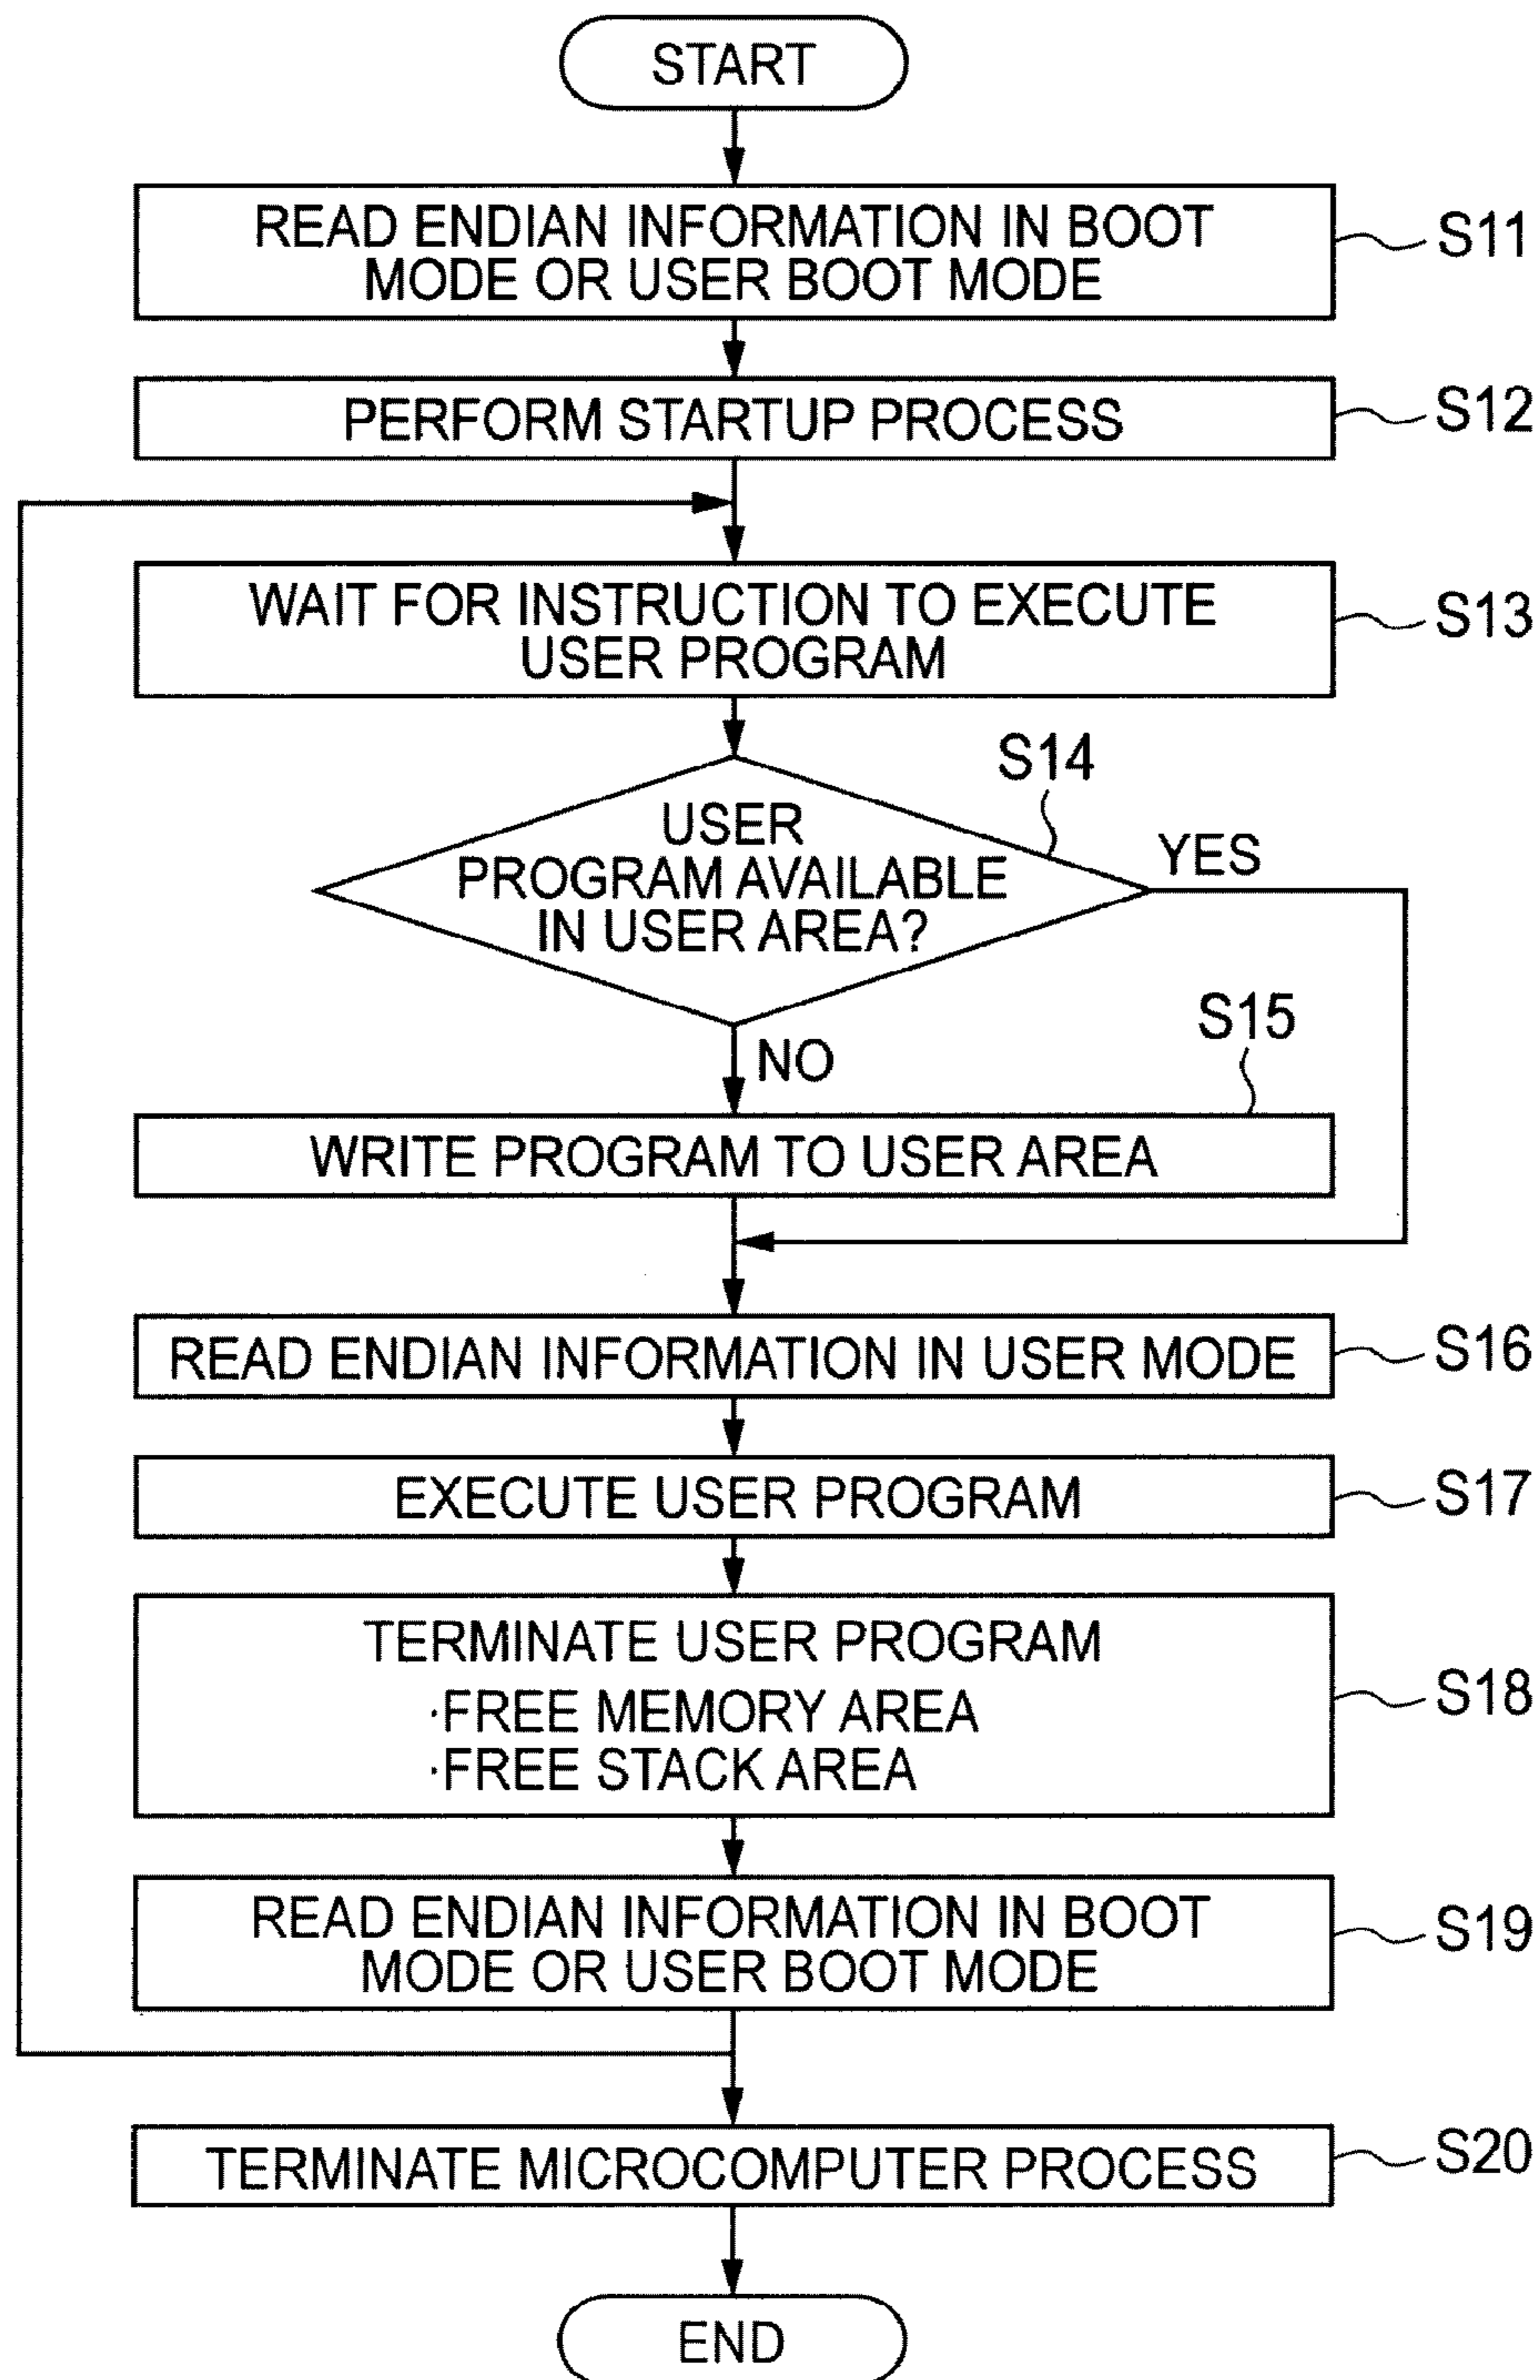 START
READ ENDIAN INFORMATION IN BOOT
MODE OR USER BOOT MODE
S11
PERFORM STARTUP PROCESS
S12
WAIT FOR INSTRUCTION TO EXECUTE
USER PROGRAM
S13
S14
USER
PROGRAM AVAILABLE
IN USER AREA?
YES
NO
S15
WRITE PROGRAM TO USER AREA
READ ENDIAN INFORMATION IN USER MODE
S16
EXECUTE USER PROGRAM
S17
TERMINATE USER PROGRAM
·FREE MEMORY AREA
·FREE STACK AREA
S18
READ ENDIAN INFORMATION IN BOOT
MODE OR USER BOOT MODE
S19
TERMINATE MICROCOMPUTER PROCESS
S20
END